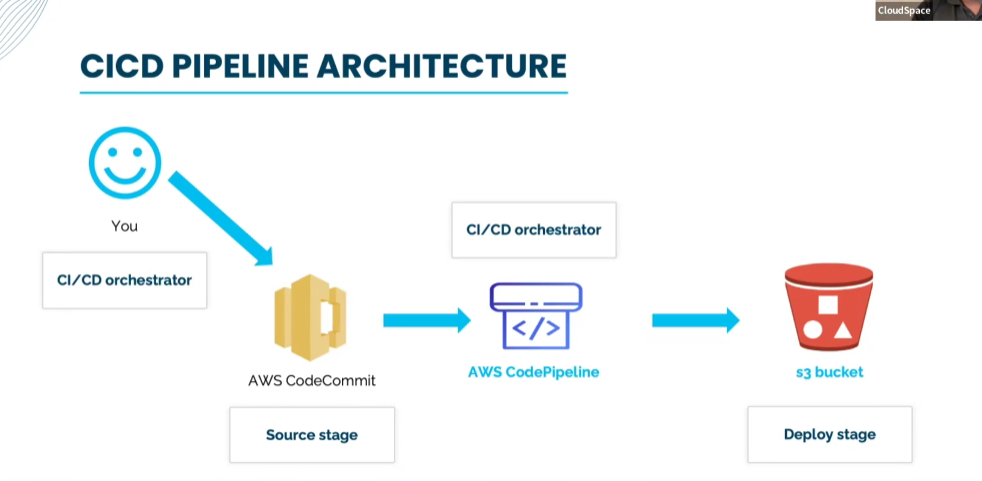 CloudSpace
CICD PIPELINE ARCHITECTURE
You
CI/CD orchestrator
CI/CD orchestrator
</>
AWS CodeCommit
AWS CodePipeline
s3 bucket
Source stage
Deploy stage